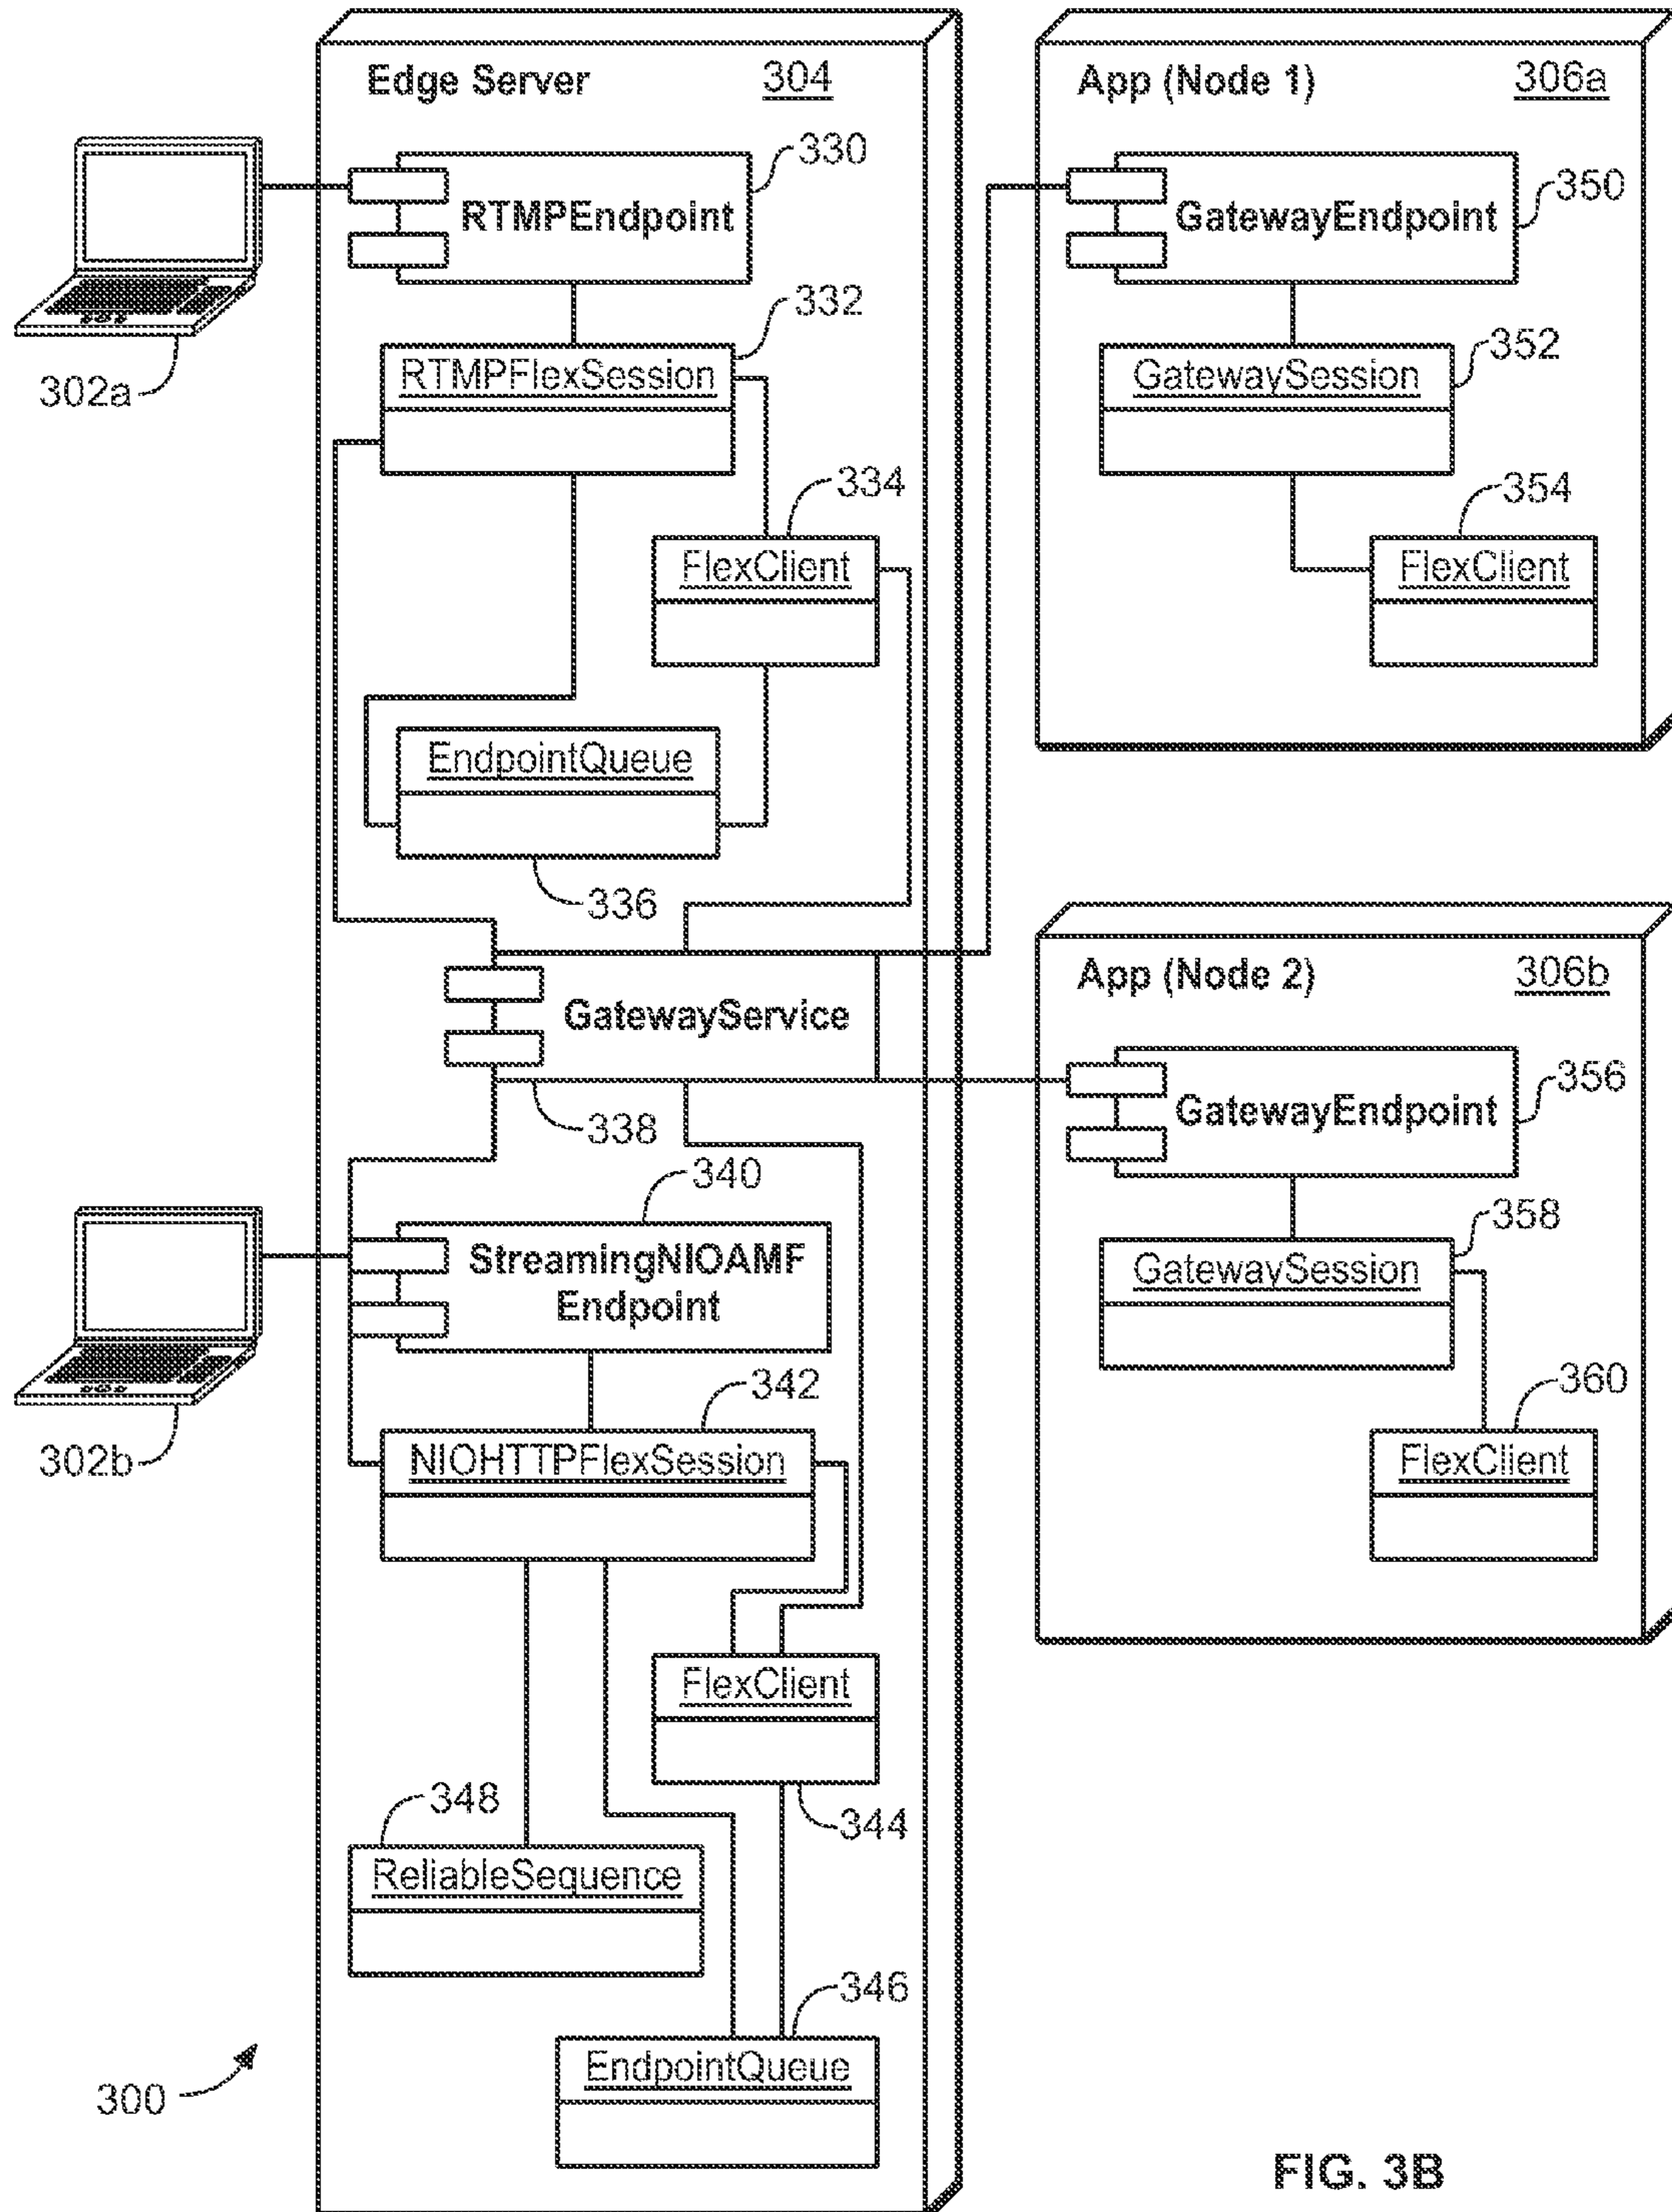 Edge Server 304
App (Node 1) 306a
330
RTMPEndpoint
350
GatewayEndpoint
332
RTMPFlexSession
302a
352
GatewaySession
334
FlexClient
354
FlexClient
EndpointQueue
336
GatewayService
338
App (Node 2) 306b
356
GatewayEndpoint
340
StreamingNIOAMF
Endpoint
358
GatewaySession
342
NIOHTTPFlexSession
302b
360
FlexClient
FlexClient
344
348
ReliableSequence
346
EndpointQueue
300
FIG. 3B